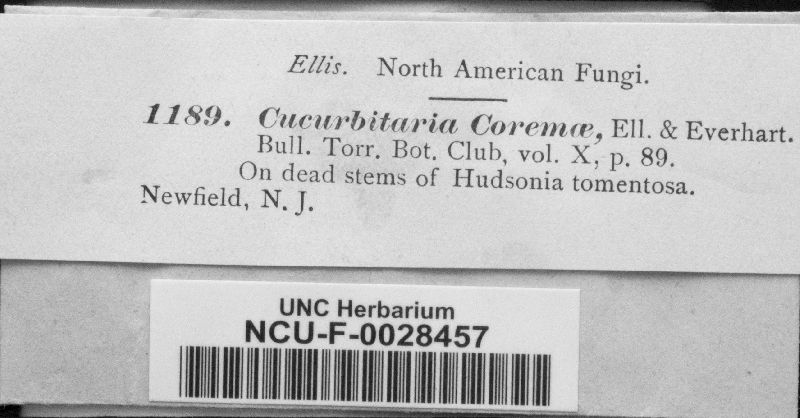 Ellis. North American Fungi.
1189. Cucurbitaria Coremæ, Ell. & Everhart.
Bull. Torr. Bot. Club, vol. X, p. 89.
On dead stems of Hudsonia tomentosa.
Newfield, N. J.
UNC Herbarium
NCU-F-0028457